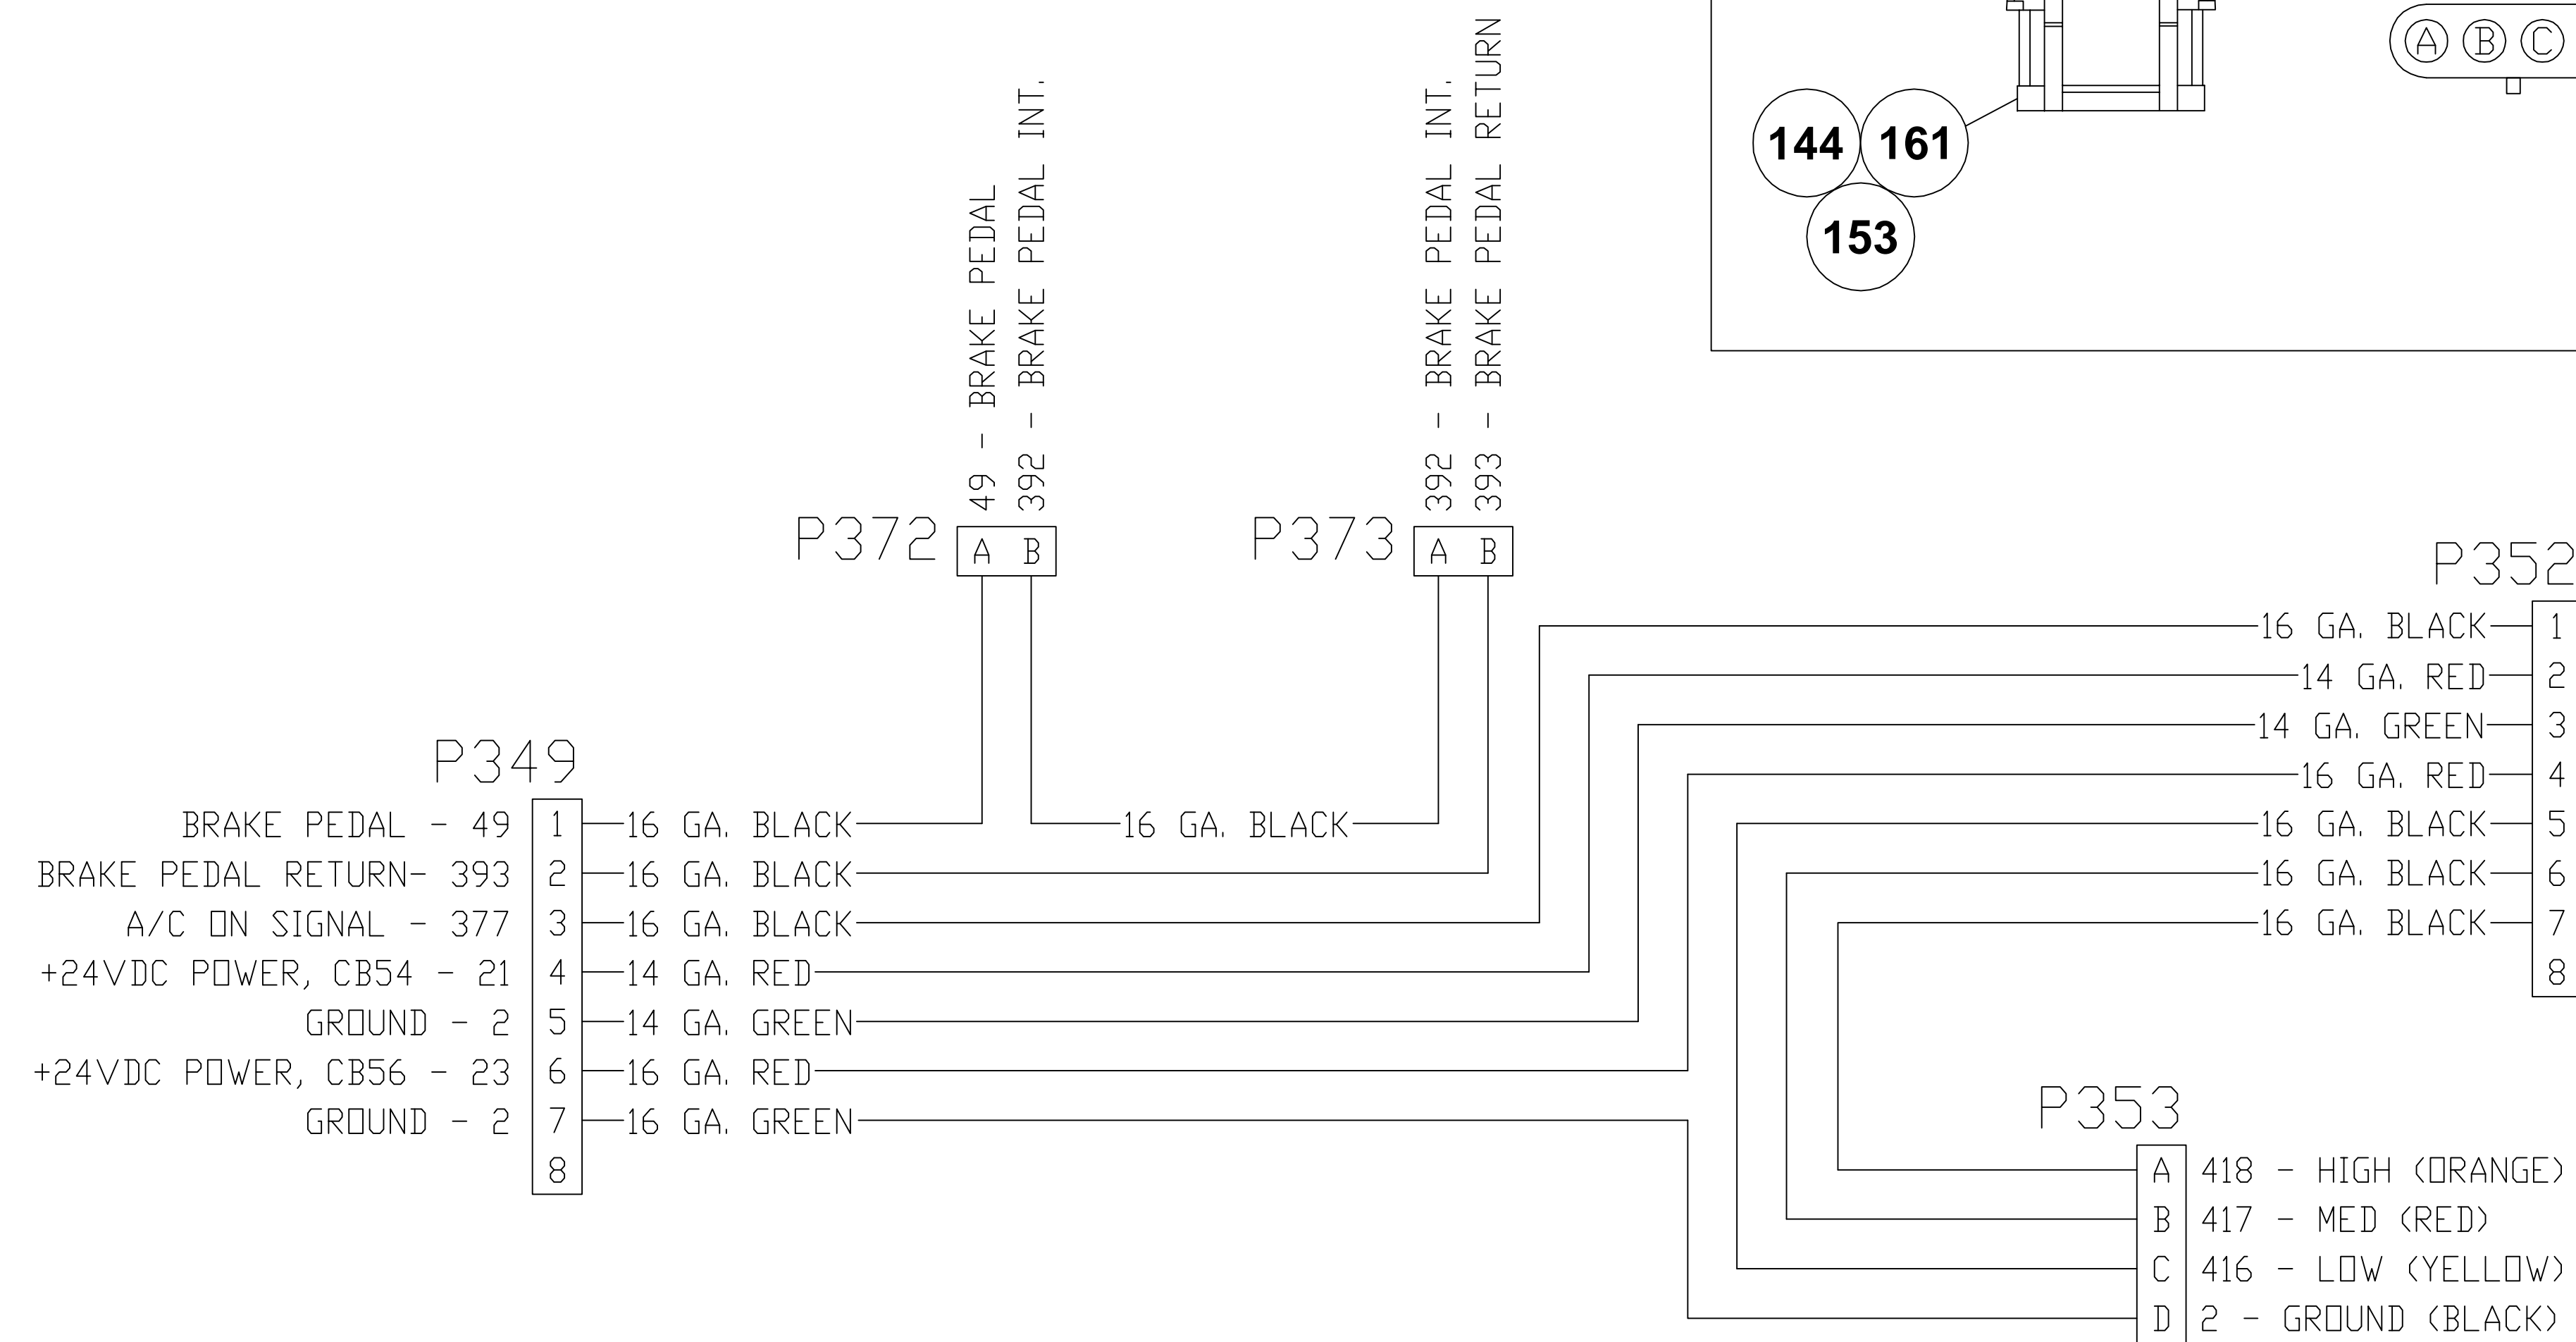 A B C
144 161
153
49 - BRAKE PEDAL
392 - BRAKE PEDAL INT.
392 - BRAKE PEDAL INT.
393 - BRAKE PEDAL RETURN
P372 A B
P373 A B
P352
16 GA. BLACK 1
14 GA. RED 2
14 GA. GREEN 3
16 GA. RED 4
16 GA. BLACK 5
16 GA. BLACK 6
16 GA. BLACK 7
8
P349
BRAKE PEDAL - 49 1 16 GA. BLACK
16 GA. BLACK
BRAKE PEDAL RETURN- 393 2 16 GA. BLACK
A/C ON SIGNAL - 377 3 16 GA. BLACK
+24VDC POWER, CB54 - 21 4 14 GA. RED
GROUND - 2 5 14 GA. GREEN
+24VDC POWER, CB56 - 23 6 16 GA. RED
GROUND - 2 7 16 GA. GREEN
8
P353
A 418 - HIGH (ORANGE)
B 417 - MED (RED)
C 416 - LOW (YELLOW)
D 2 - GROUND (BLACK)